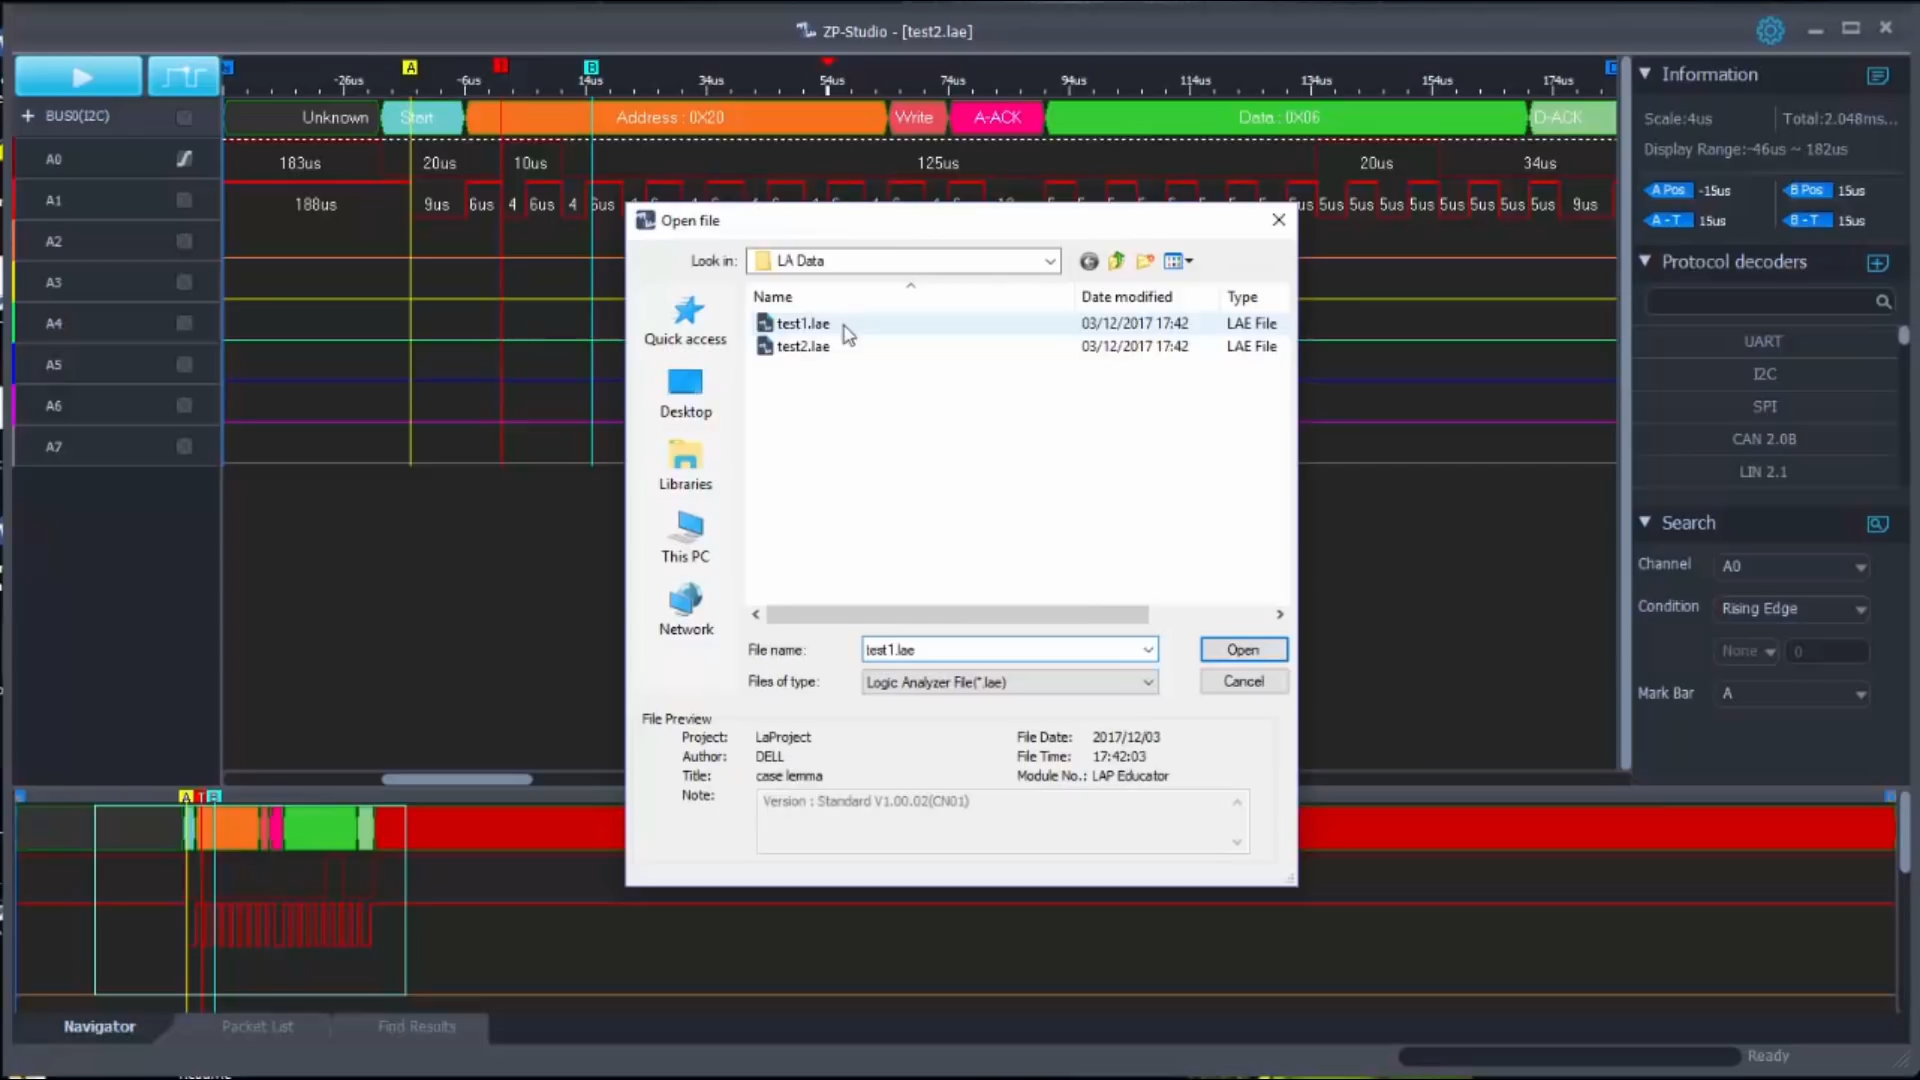 ZP-Studio - [test2.lae]
A B
-26us -6us 14us 34us 54us 74us 94us 114us 134us 154us 174us
+ BUS0(I2C)
Unknown Start Address : 0X20 Write A-ACK Data : 0X06 D-ACK
A0
183us 20us 10us 125us 20us 34us
A1
188us 9us 6us 4 6us 4 6us 5us 5us 5us 5us 5us 5us 5us 5us 9us
A2
A3
A4
A5
A6
A7
Open file
Look in: LA Data
Name Date modified Type
test1.lae 03/12/2017 17:42 LAE File
test2.lae 03/12/2017 17:42 LAE File
Quick access
Desktop
Libraries
This PC
Network
File name: test1.lae Open
Files of type: Logic Analyzer File(*.lae) Cancel
File Preview
Project: LaProject File Date: 2017/12/03
Author: DELL File Time: 17:42:03
Title: case lemma Module No.: LAP Educator
Note: Version : Standard V1.00.02(CN01)
Information
Scale:4us Total:2.048ms...
Display Range:-46us ~ 182us
A Pos -15us B Pos 15us
A - T 15us B - T 15us
Protocol decoders
UART
I2C
SPI
CAN 2.0B
LIN 2.1
Search
Channel A0
Condition Rising Edge
None 0
Mark Bar A
A T B
Navigator Packet List Find Results
Ready